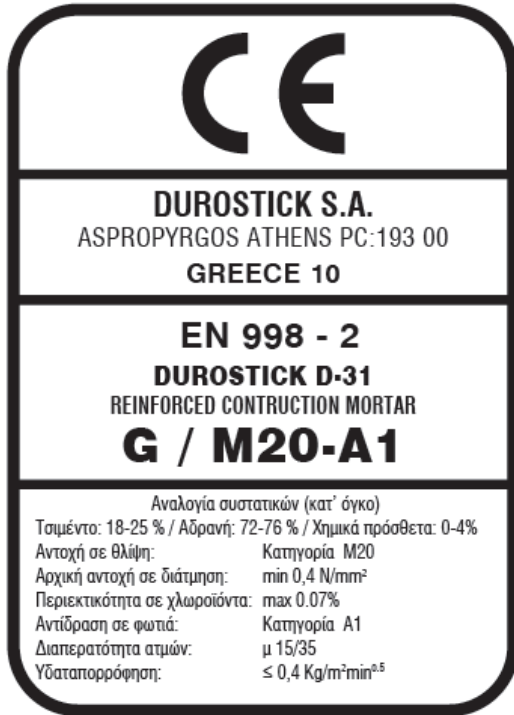 CE
DUROSTICK S.A.
ASPROPYRGOS ATHENS PC:193 00
GREECE 10
EN 998 - 2
DUROSTICK D-31
REINFORCED CONTRUCTION MORTAR
G / M20-A1
Αναλογία συστατικών (κατ’ όγκο)
Τσιμέντο: 18-25 % / Αδρανή: 72-76 % / Χημικά πρόσθετα: 0-4%
Αντοχή σε θλίψη: Κατηγορία M20
Αρχική αντοχή σε διάτμηση: min 0,4 N/mm²
Περιεκτικότητα σε χλωροϊόντα: max 0.07%
Αντίδραση σε φωτιά: Κατηγορία A1
Διαπερατότητα ατμών: μ 15/35
Υδαταπορρόφηση: ≤ 0,4 Kg/m²min⁰·⁵